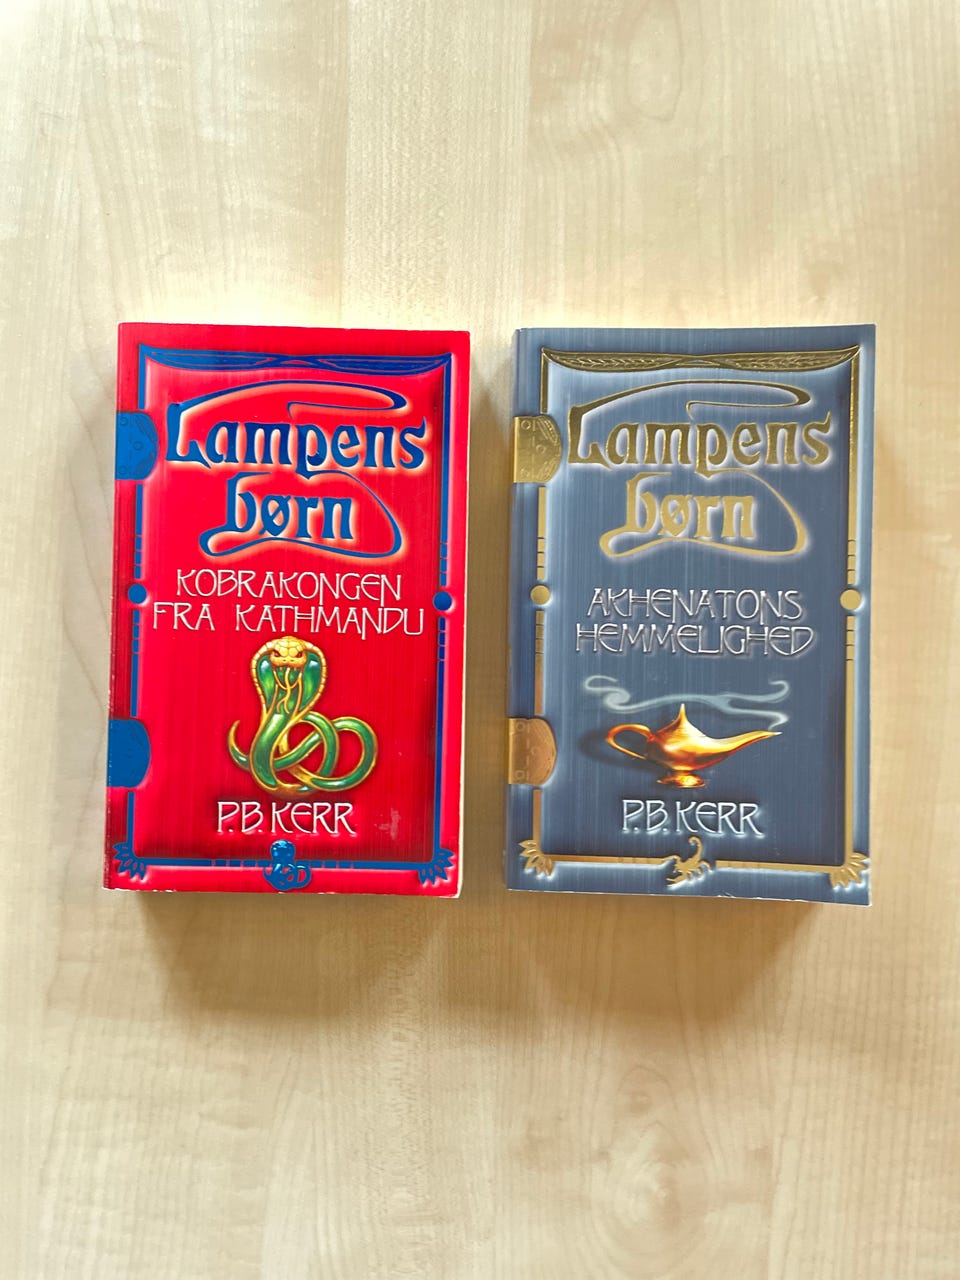 Lampens
børn
KOBRAKONGEN
FRA KATHMANDU
P.B. KERR
Lampens
børn
AKHENATONS
HEMMELIGHED
P.B. KERR